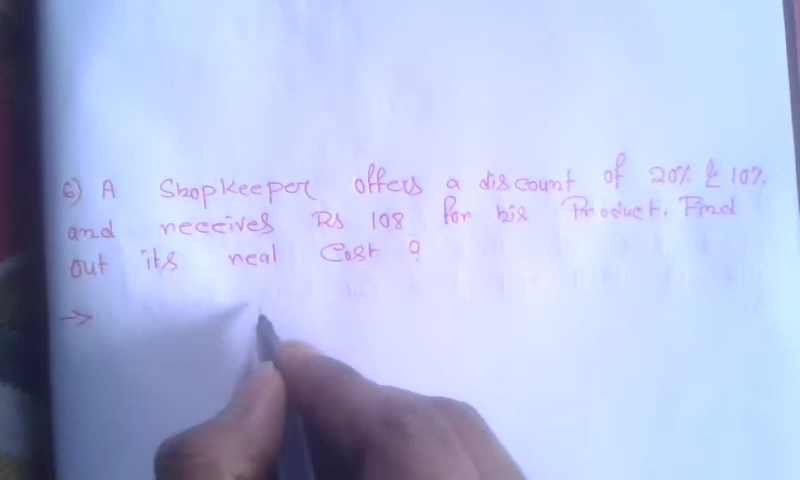 6) A Shopkeeper offers a discount of 20% & 10%.
and receives Rs 108 for his Product. Find
out its real Cost ?
→